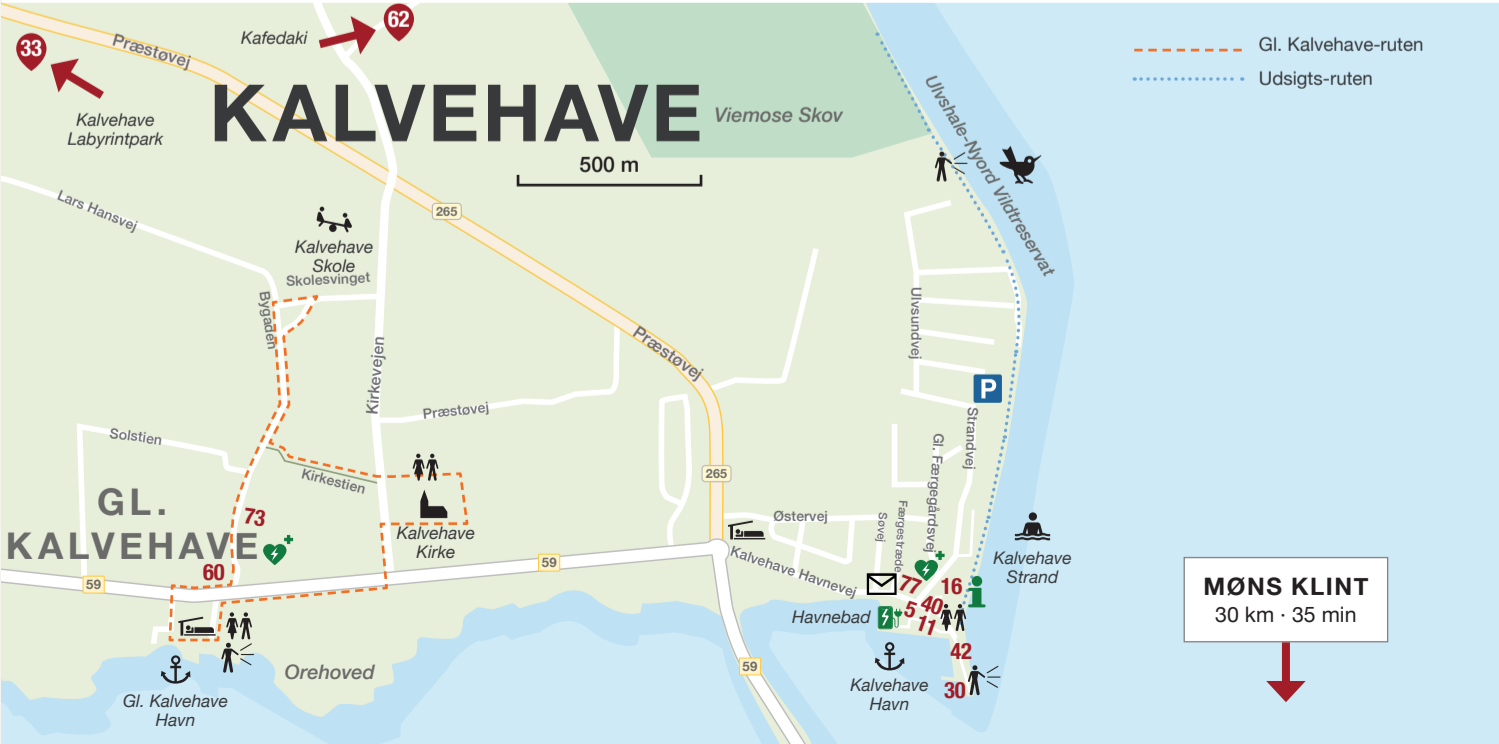 33
Præstøvej
Kalvehave
Labyrintpark
Kafedaki
62
KALVEHAVE
500 m
Viemose Skov
Gl. Kalvehave-ruten
Udsigts-ruten
Ulvshale-Nyord Vildtreservat
Lars Hansvej
265
Kalvehave
Skole
Skolesvinget
Bygaden
Kirkevejen
Præstøvej
Præstøvej
Ulvsundvej
P
Strandvej
Gl. Færgegårdsvej
Solstien
Kirkestien
265
GL.
KALVEHAVE
73
60
Kalvehave
Kirke
59
59
Østervej
Søvej
Færgestræde
Kalvehave Havnevej
Kalvehave
Strand
77
16
i
5
40
11
Havnebad
42
30
Kalvehave
Havn
59
Orehoved
Gl. Kalvehave
Havn
MØNS KLINT
30 km · 35 min